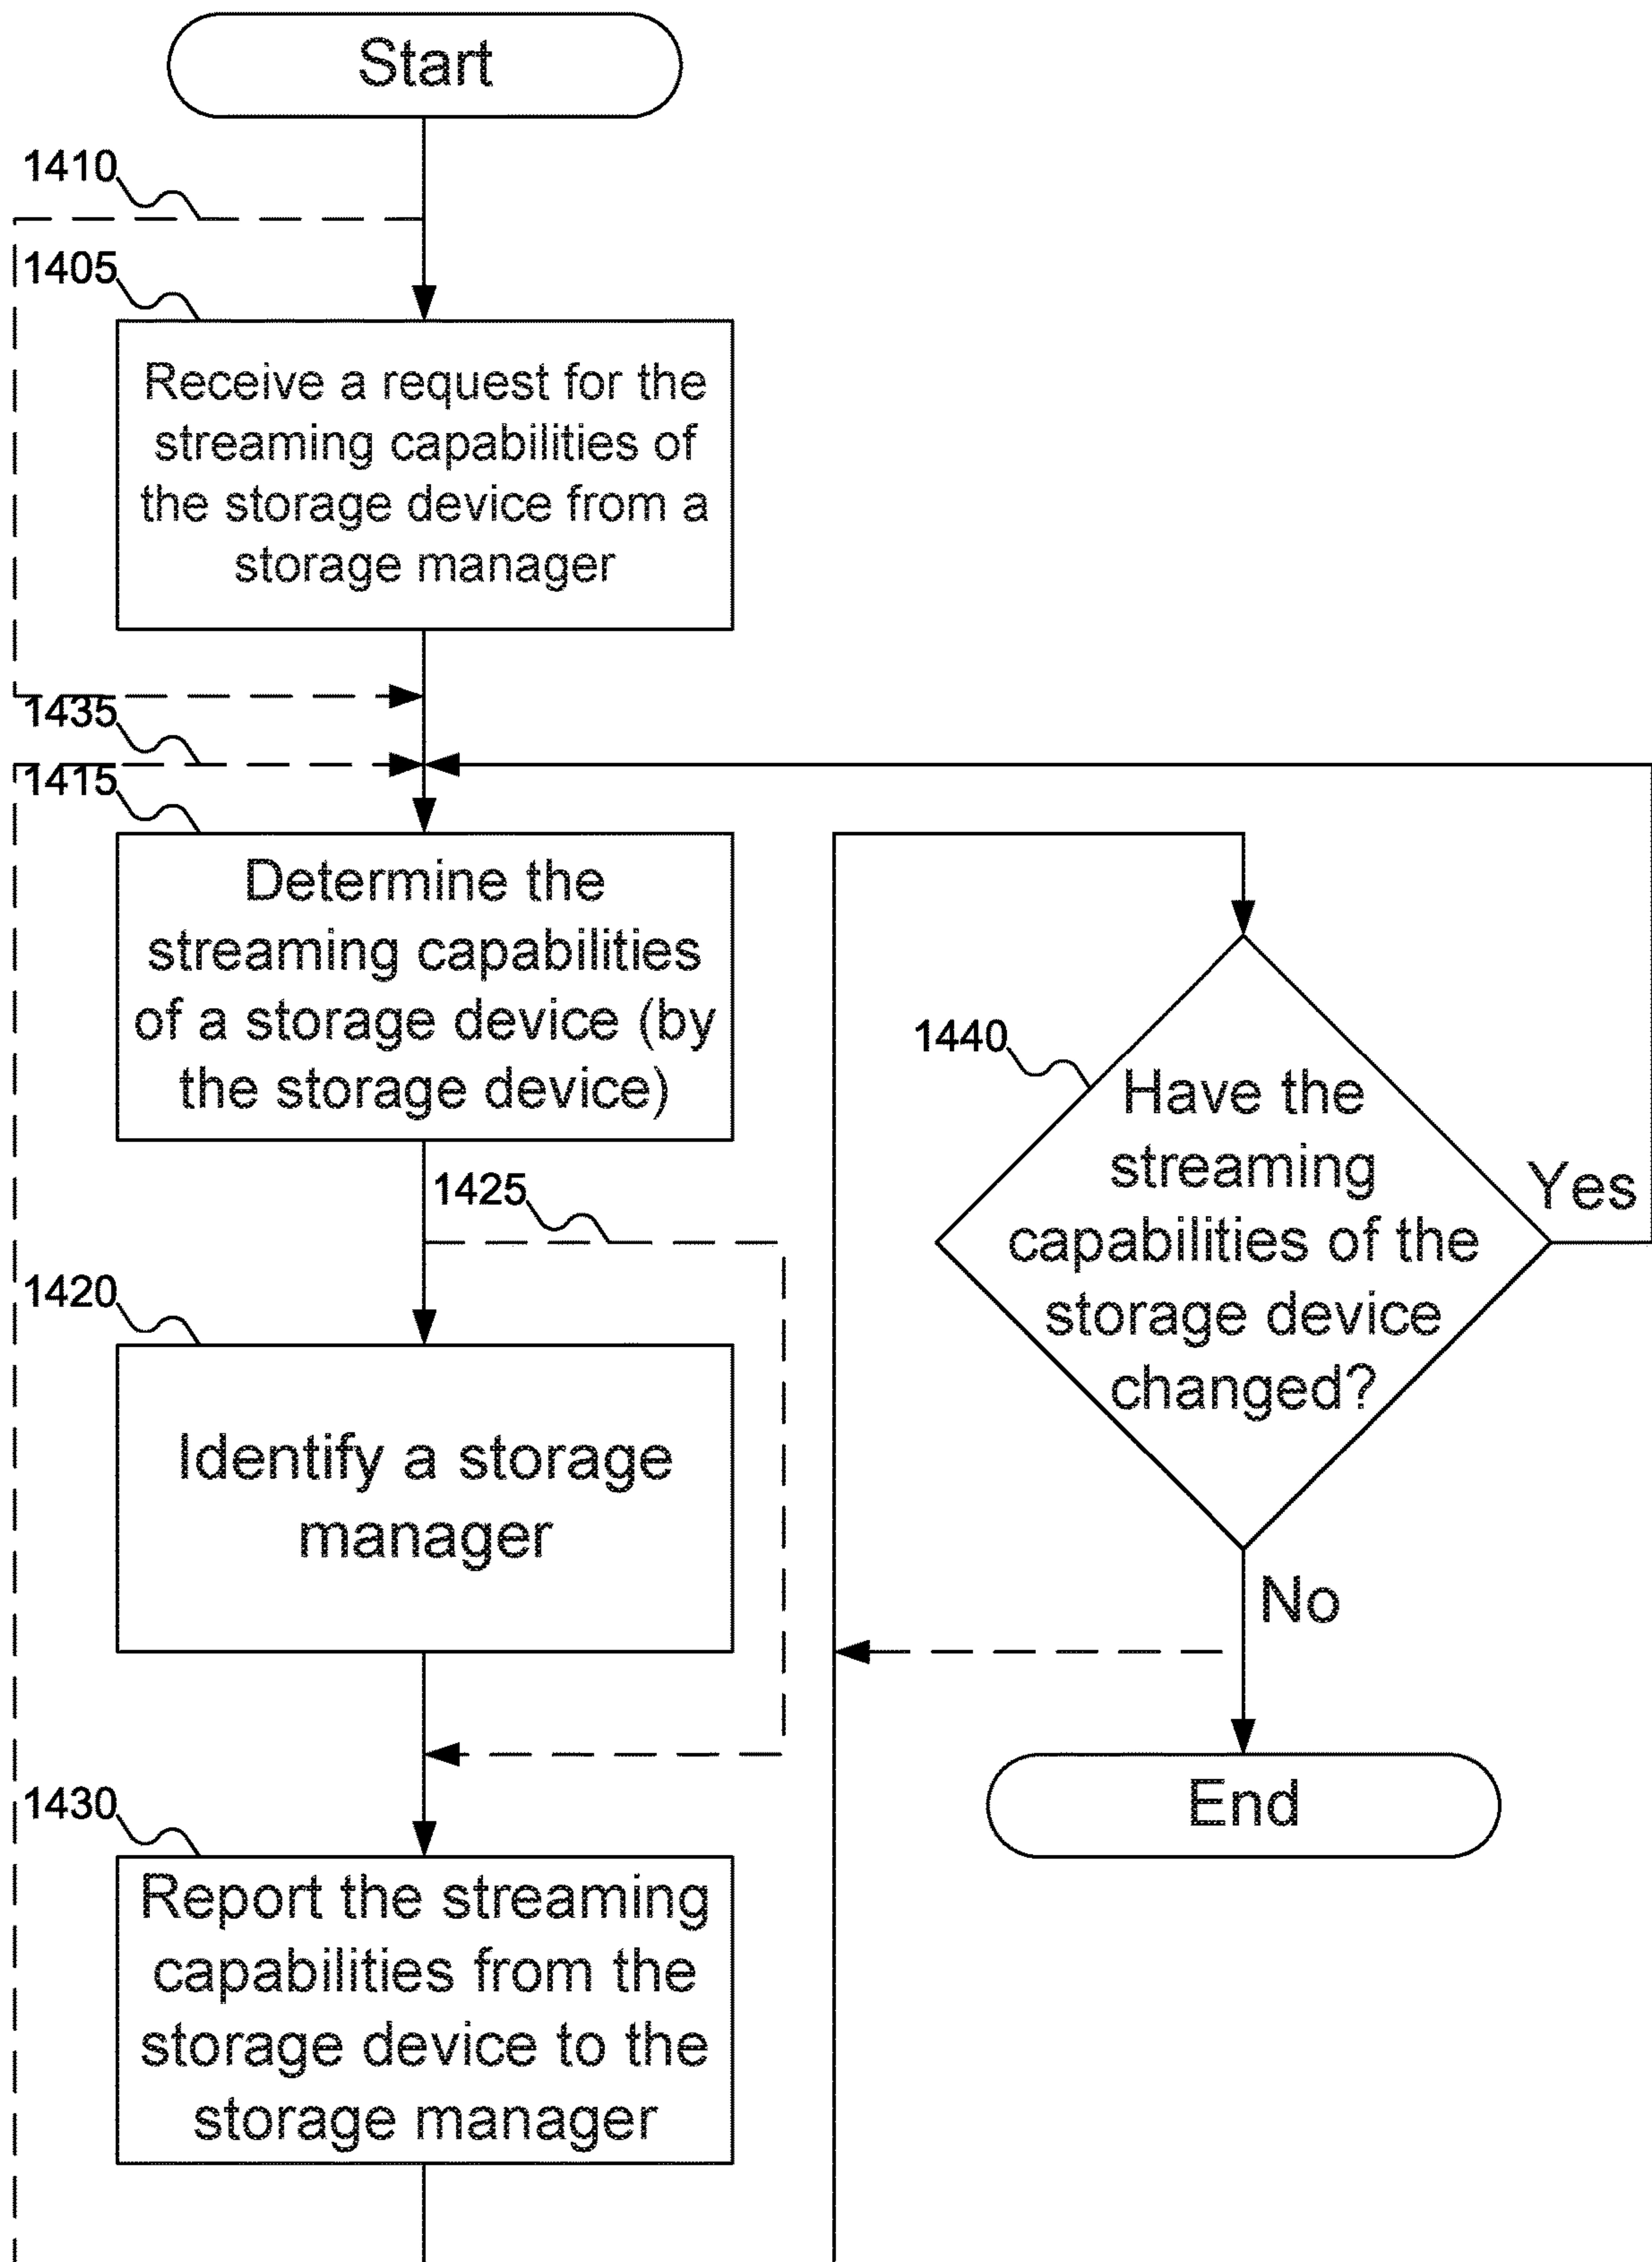 Start
1410
1405
Receive a request for the
streaming capabilities of
the storage device from a
storage manager
1435
1415
Determine the
streaming capabilities
of a storage device (by
the storage device)
1425
1420
Identify a storage
manager
1430
Report the streaming
capabilities from the
storage device to the
storage manager
1440
Have the
streaming
capabilities of the
storage device
changed?
Yes
No
End